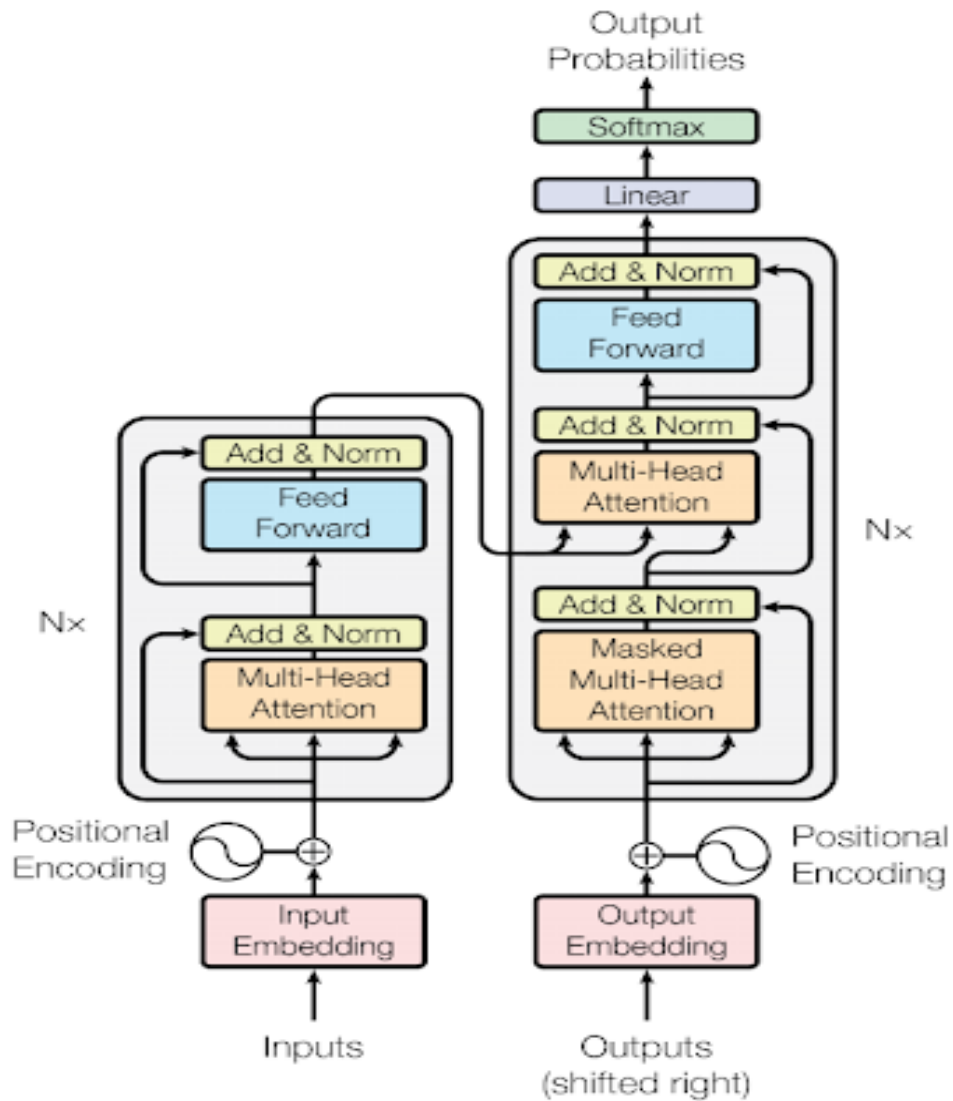 Output
Probabilities
Softmax
Linear
Add & Norm
Feed
Forward
Add & Norm
Multi-Head
Attention
Add & Norm
Masked
Multi-Head
Attention
Nx
Add & Norm
Feed
Forward
Add & Norm
Multi-Head
Attention
Nx
Positional
Encoding
Positional
Encoding
Input
Embedding
Output
Embedding
Inputs
Outputs
(shifted right)